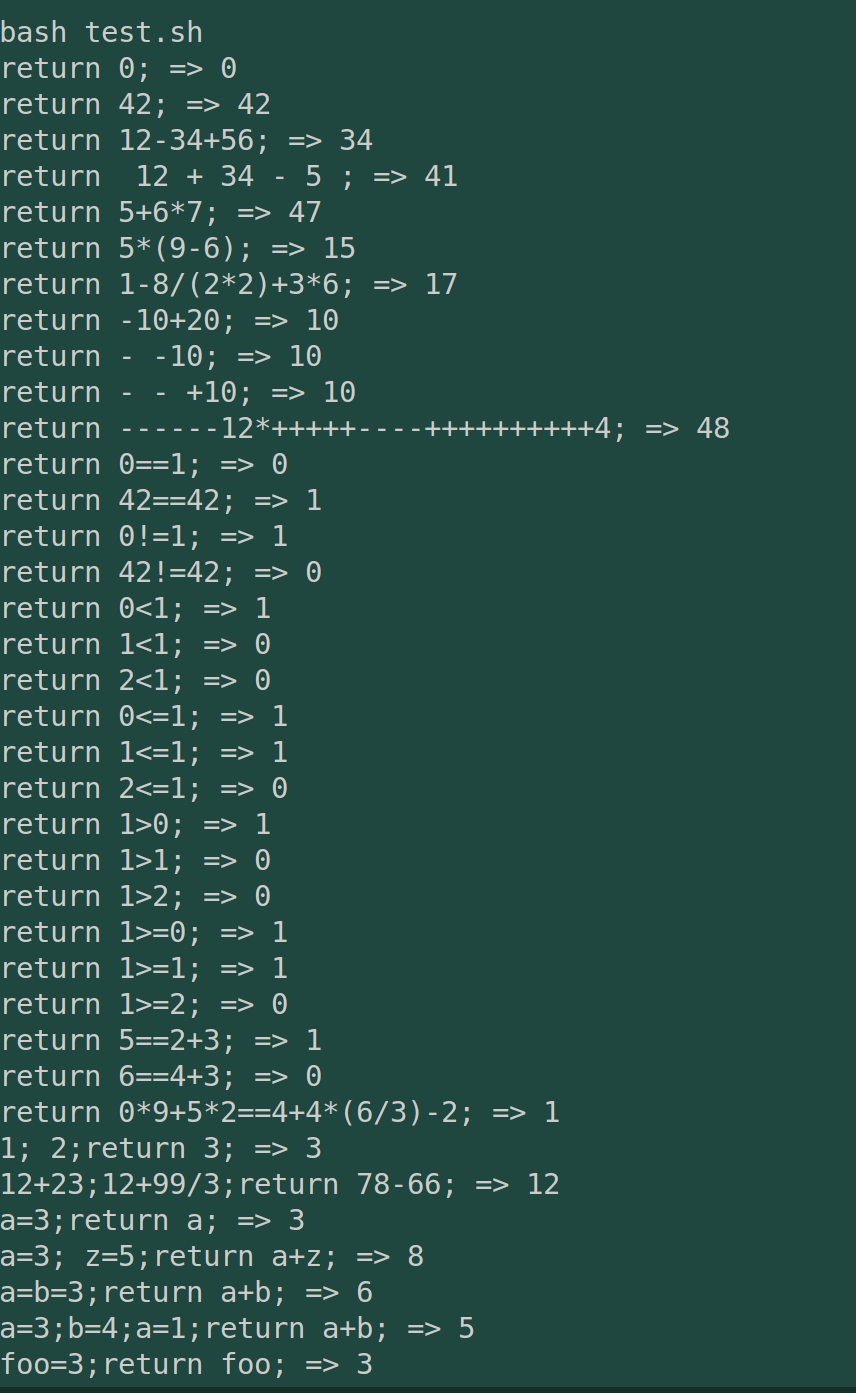 bash test.sh
return 0; => 0
return 42; => 42
return 12-34+56; => 34
return  12 + 34 - 5 ; => 41
return 5+6*7; => 47
return 5*(9-6); => 15
return 1-8/(2*2)+3*6; => 17
return -10+20; => 10
return - -10; => 10
return - - +10; => 10
return ------12*+++++----++++++++++4; => 48
return 0==1; => 0
return 42==42; => 1
return 0!=1; => 1
return 42!=42; => 0
return 0<1; => 1
return 1<1; => 0
return 2<1; => 0
return 0<=1; => 1
return 1<=1; => 1
return 2<=1; => 0
return 1>0; => 1
return 1>1; => 0
return 1>2; => 0
return 1>=0; => 1
return 1>=1; => 1
return 1>=2; => 0
return 5==2+3; => 1
return 6==4+3; => 0
return 0*9+5*2==4+4*(6/3)-2; => 1
1; 2;return 3; => 3
12+23;12+99/3;return 78-66; => 12
a=3;return a; => 3
a=3; z=5;return a+z; => 8
a=b=3;return a+b; => 6
a=3;b=4;a=1;return a+b; => 5
foo=3;return foo; => 3